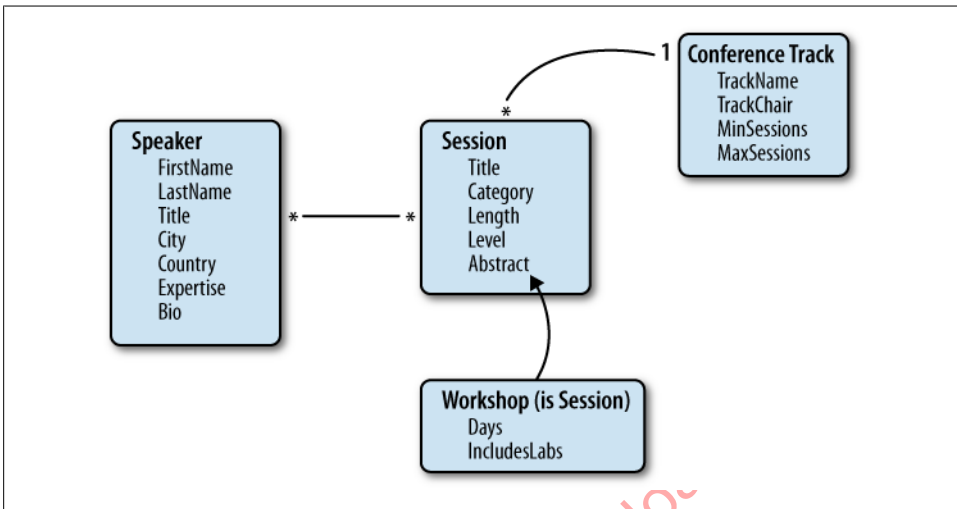 Conference Track
TrackName
TrackChair
MinSessions
MaxSessions
1
*
Speaker
FirstName
LastName
Title
City
Country
Expertise
Bio
*
*
Session
Title
Category
Length
Level
Abstract
Workshop (is Session)
Days
IncludesLabs